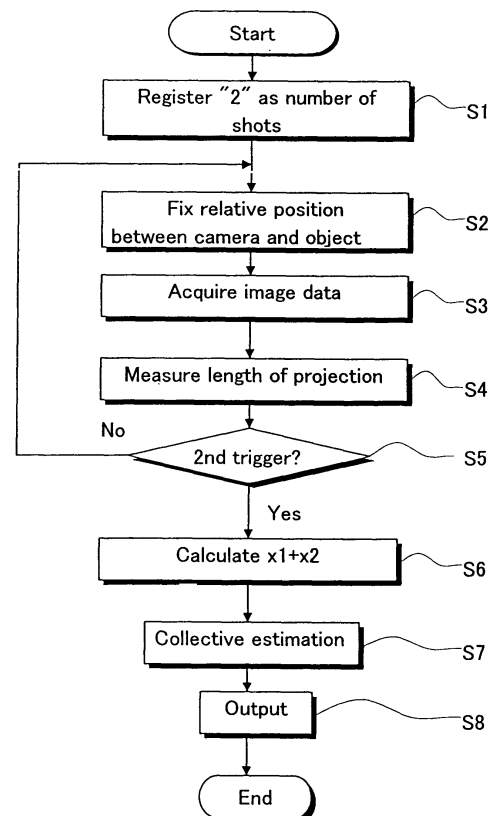 Start
Register "2" as number of
shots
S1
Fix relative position
between camera and object
S2
Acquire image data
S3
Measure length of projection
S4
No
2nd trigger?
S5
Yes
Calculate x1+x2
S6
Collective estimation
S7
Output
S8
End